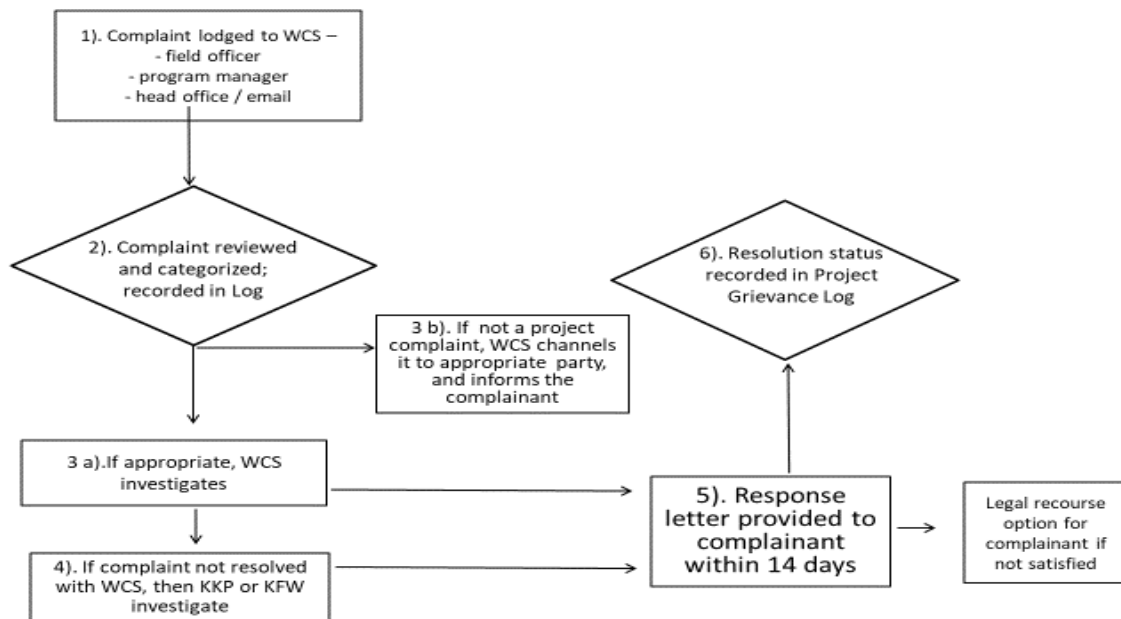 1). Complaint lodged to WCS –
- field officer
- program manager
- head office / email
2). Complaint reviewed
and categorized;
recorded in Log
6). Resolution status
recorded in Project
Grievance Log
3 b). If not a project
complaint, WCS channels
it to appropriate party,
and informs the
complainant
3 a).If appropriate, WCS
investigates
5). Response
letter provided to
complainant
within 14 days
Legal recourse
option for
complainant if
not satisfied
4). If complaint not resolved
with WCS, then KKP or KFW
investigate